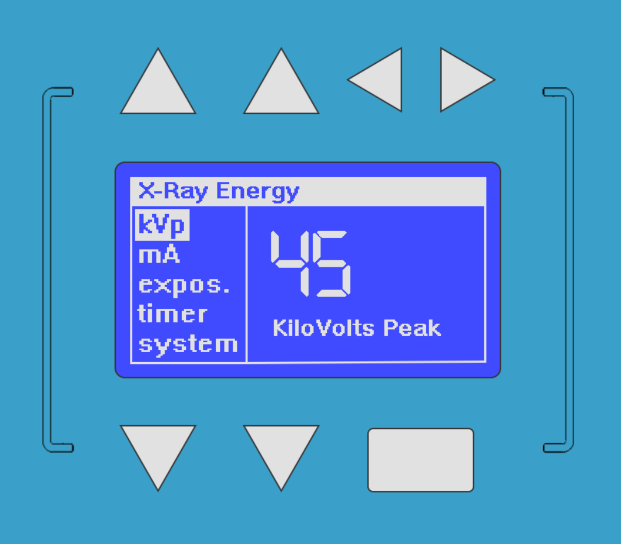 X-Ray Energy
kVp
mA
expos.
timer
system
45
KiloVolts Peak